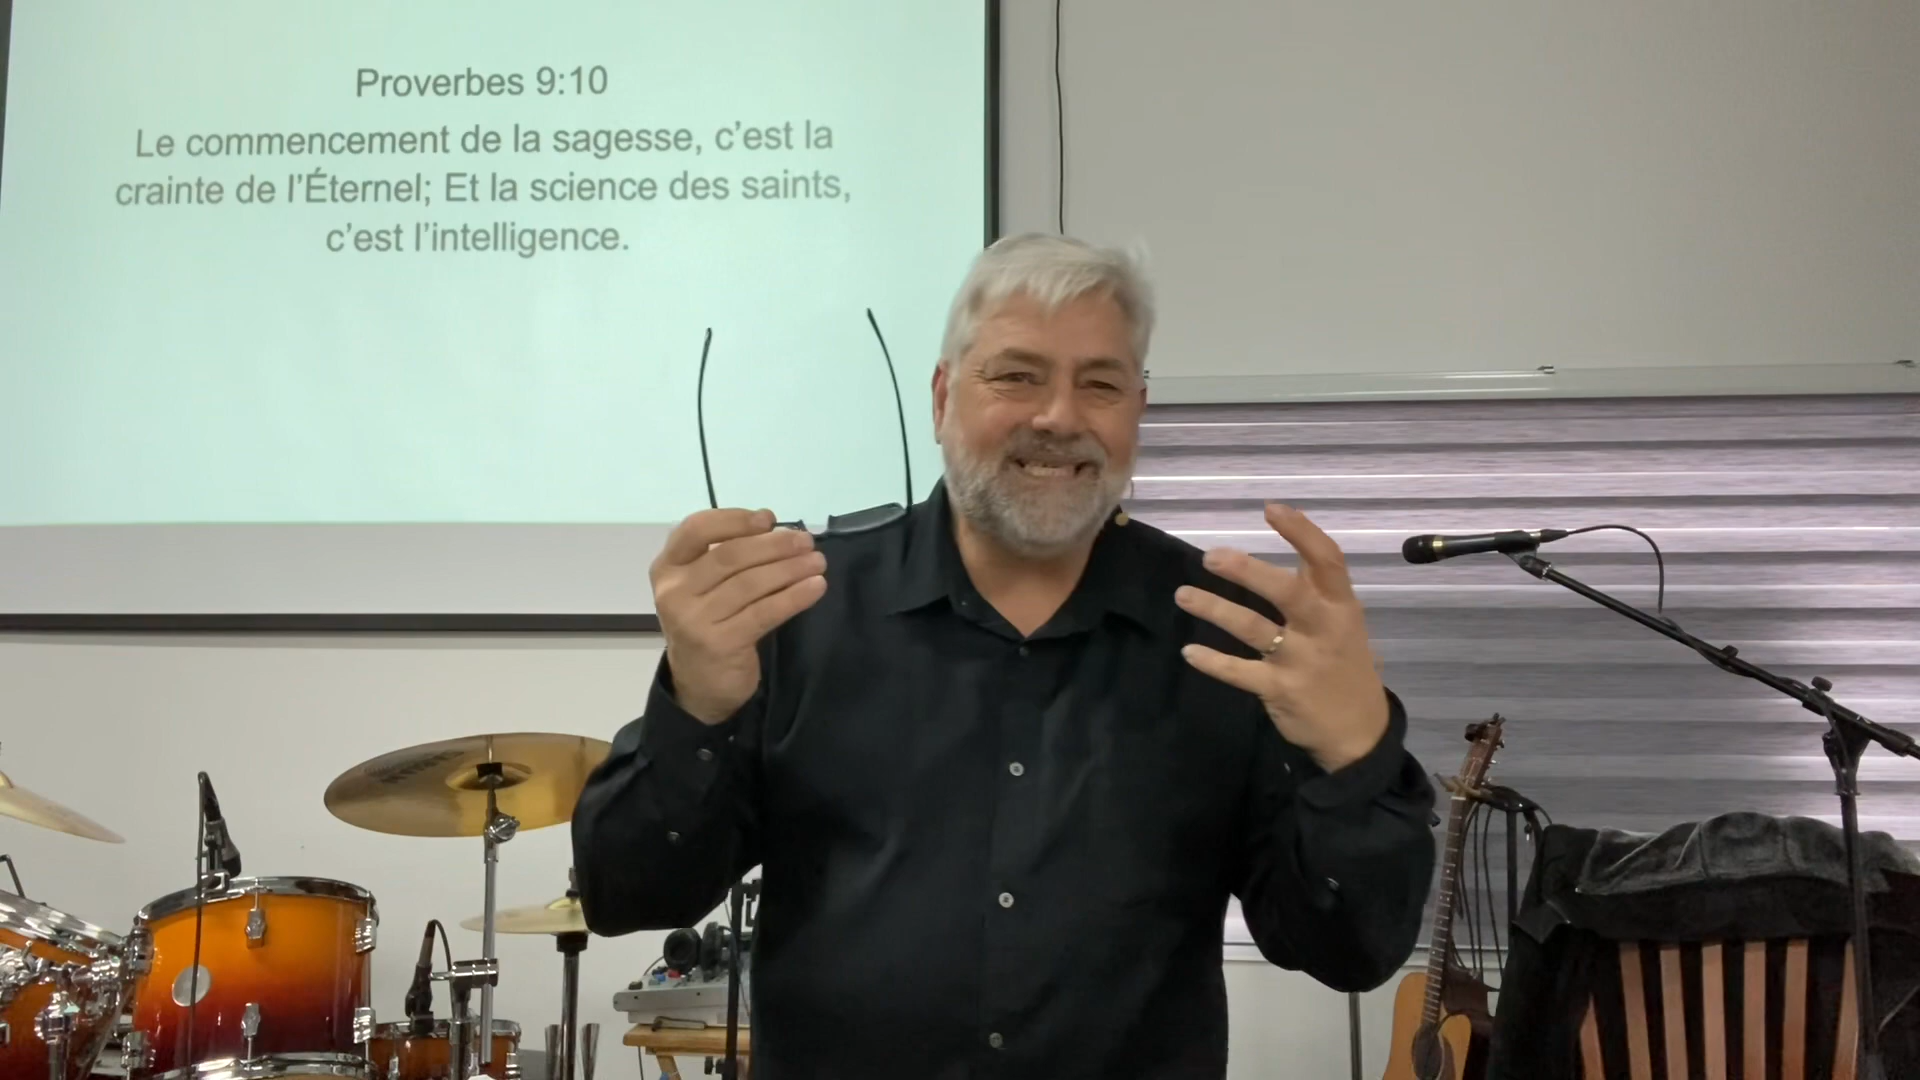 Proverbes 9:10
Le commencement de la sagesse, c’est la
crainte de l’Éternel; Et la science des saints,
c’est l’intelligence.